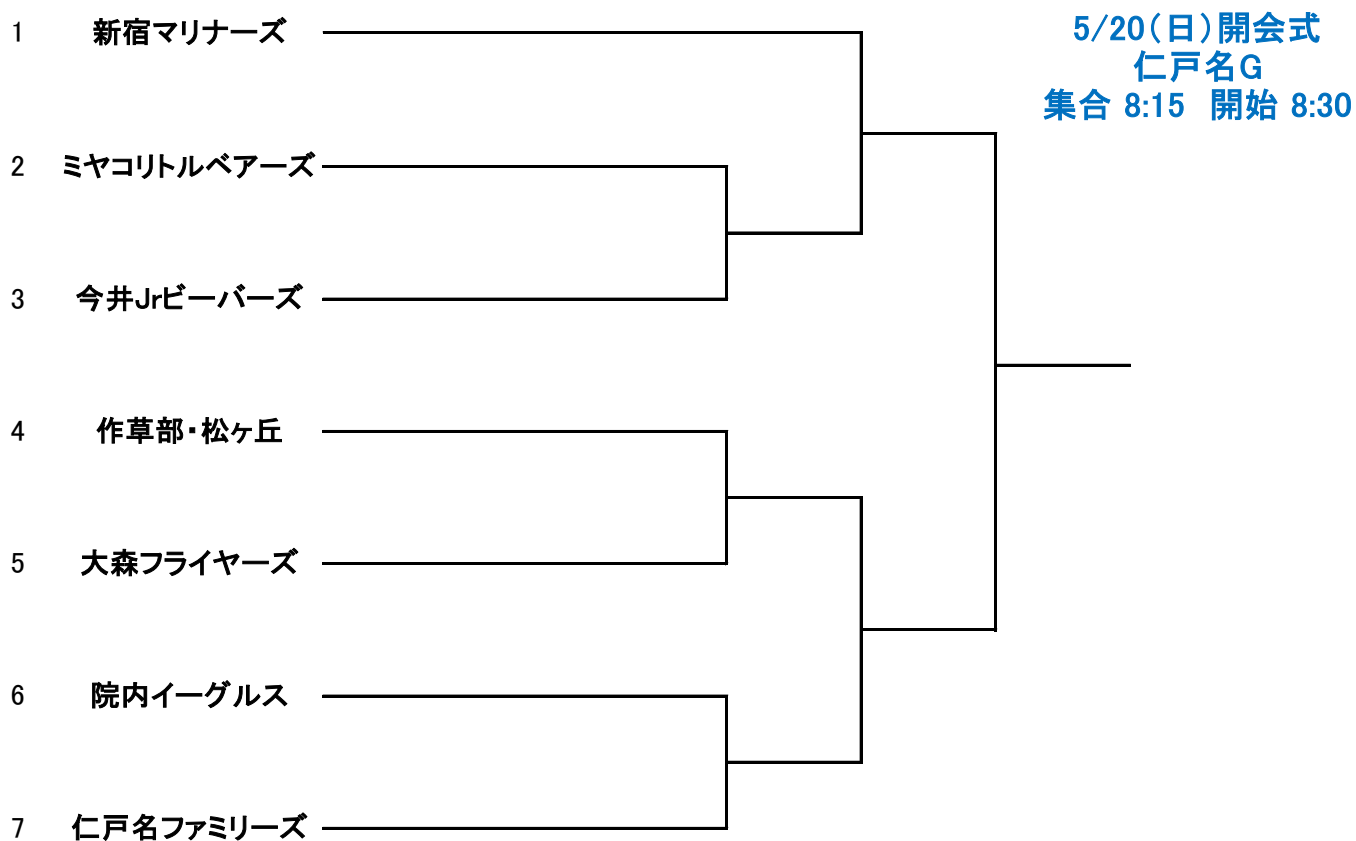 1 新宿マリナーズ
5/20(日)開会式
仁戸名G
集合 8:15 開始 8:30
2 ミヤコリトルベアーズ
3 今井Jrビーバーズ
4 作草部・松ヶ丘
5 大森フライヤーズ
6 院内イーグルス
7 仁戸名ファミリーズ